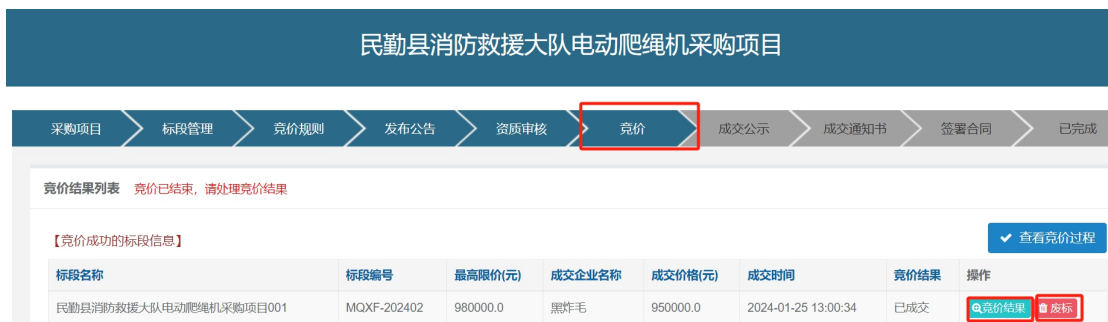 民勤县消防救援大队电动爬绳机采购项目
采购项目 标段管理 竞价规则 发布公告 资质审核 竞价 成交公示 成交通知书 签署合同 已完成
竞价结果列表 竞价已结束，请处理竞价结果
【竞价成功的标段信息】 查看竞价过程
标段名称 标段编号 最高限价(元) 成交企业名称 成交价格(元) 成交时间 竞价结果 操作
民勤县消防救援大队电动爬绳机采购项目001 MQXF-202402 980000.0 黑炸毛 950000.0 2024-01-25 13:00:34 已成交 竞价结果 废标